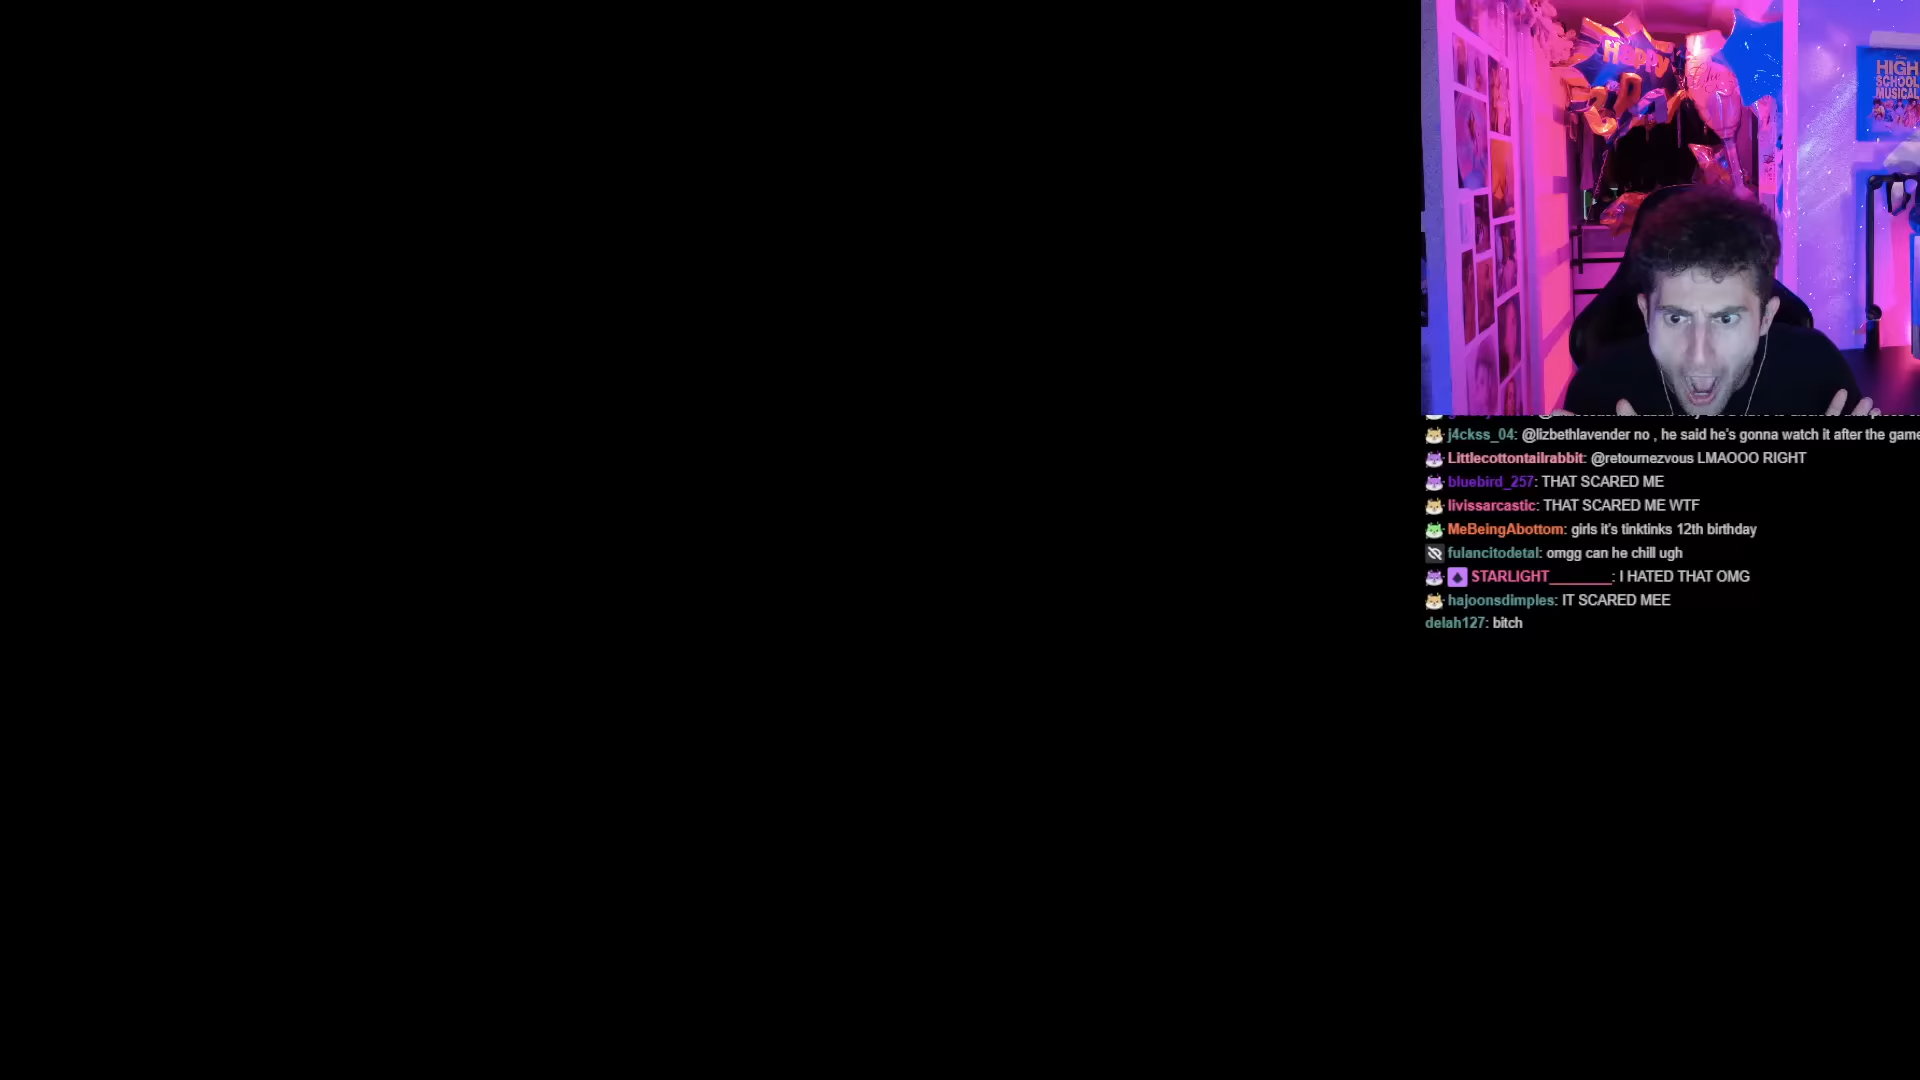 Happy
HIGH
SCHOOL
MUSICAL
j4ckss_04: @lizbethlavender no , he said he's gonna watch it after the game
Littlecottontailrabbit: @retournezvous LMAOOO RIGHT
bluebird_257: THAT SCARED ME
livissarcastic: THAT SCARED ME WTF
MeBeingAbottom: girls it's tinktinks 12th birthday
fulancitodetal: omgg can he chill ugh
STARLIGHT________: I HATED THAT OMG
hajoonsdimples: IT SCARED MEE
delah127: bitch